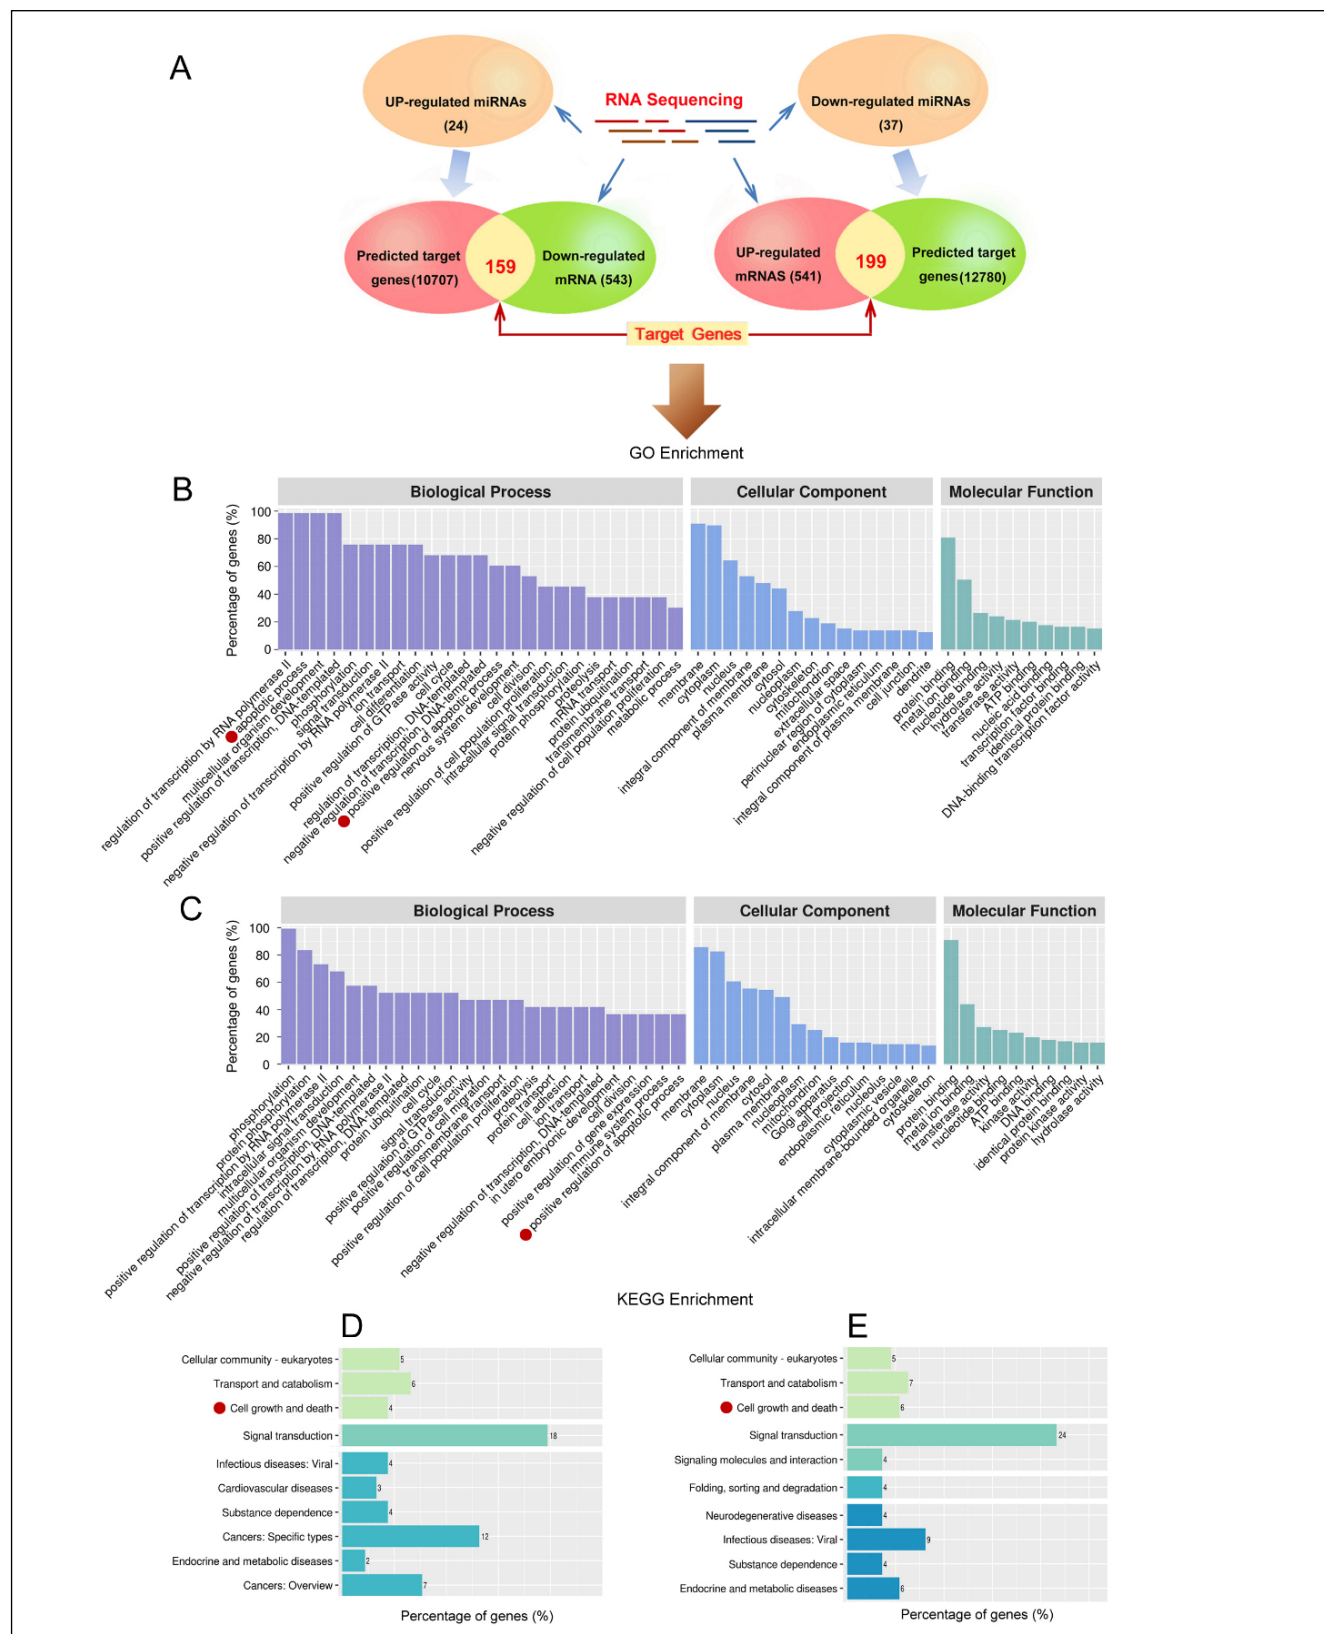 A
UP-regulated miRNAs
(24)
RNA Sequencing
Down-regulated miRNAs
(37)
Predicted target
genes(10707)
159
Down-regulated
mRNA (543)
UP-regulated
mRNAS (541)
199
Predicted target
genes(12780)
Target Genes
GO Enrichment
B
Biological Process
Cellular Component
Molecular Function
Percentage of genes (%)
100
80
60
40
20
0
regulation of transcription by RNA polymerase II
apoptotic process
multicellular organism development
positive regulation of transcription, DNA-templated
phosphorylation
signal transduction
negative regulation of transcription by RNA polymerase II
ion transport
cell differentiation
positive regulation of GTPase activity
cell cycle
regulation of transcription, DNA-templated
negative regulation of transcription, DNA-templated
positive regulation of apoptotic process
nervous system development
cell division
positive regulation of cell population proliferation
intracellular signal transduction
protein phosphorylation
proteolysis
mRNA transport
protein ubiquitination
transmembrane transport
negative regulation of cell population proliferation
metabolic process
membrane
cytoplasm
nucleus
integral component of membrane
plasma membrane
cytosol
nucleoplasm
cytoskeleton
mitochondrion
extracellular space
perinuclear region of cytoplasm
endoplasmic reticulum
integral component of plasma membrane
cell junction
dendrite
protein binding
metal ion binding
nucleotide binding
hydrolase activity
transferase activity
ATP binding
nucleic acid binding
transcription factor binding
identical protein binding
DNA-binding transcription factor activity
C
Biological Process
Cellular Component
Molecular Function
Percentage of genes (%)
100
80
60
40
20
0
phosphorylation
protein phosphorylation
positive regulation of transcription by RNA polymerase II
intracellular signal transduction
multicellular organism development
positive regulation of transcription, DNA-templated
negative regulation of transcription by RNA polymerase II
regulation of transcription, DNA-templated
protein ubiquitination
cell cycle
signal transduction
positive regulation of GTPase activity
positive regulation of cell migration
transmembrane transport
positive regulation of cell population proliferation
proteolysis
protein transport
cell adhesion
ion transport
negative regulation of transcription, DNA-templated
in utero embryonic development
cell division
positive regulation of gene expression
immune system process
positive regulation of apoptotic process
membrane
cytoplasm
nucleus
integral component of membrane
cytosol
plasma membrane
nucleoplasm
mitochondrion
Golgi apparatus
cell projection
endoplasmic reticulum
nucleolus
cytoplasmic vesicle
intracellular membrane-bounded organelle
cytoskeleton
protein binding
metal ion binding
transferase activity
nucleotide binding
ATP binding
kinase activity
DNA binding
identical protein binding
protein kinase activity
hydrolase activity
KEGG Enrichment
D
Cellular community - eukaryotes 5
Transport and catabolism 6
Cell growth and death 4
Signal transduction 18
Infectious diseases: Viral 4
Cardiovascular diseases 3
Substance dependence 4
Cancers: Specific types 12
Endocrine and metabolic diseases 2
Cancers: Overview 7
Percentage of genes (%)
E
Cellular community - eukaryotes 5
Transport and catabolism 7
Cell growth and death 6
Signal transduction 24
Signaling molecules and interaction 4
Folding, sorting and degradation 4
Neurodegenerative diseases 4
Infectious diseases: Viral 9
Substance dependence 4
Endocrine and metabolic diseases 6
Percentage of genes (%)